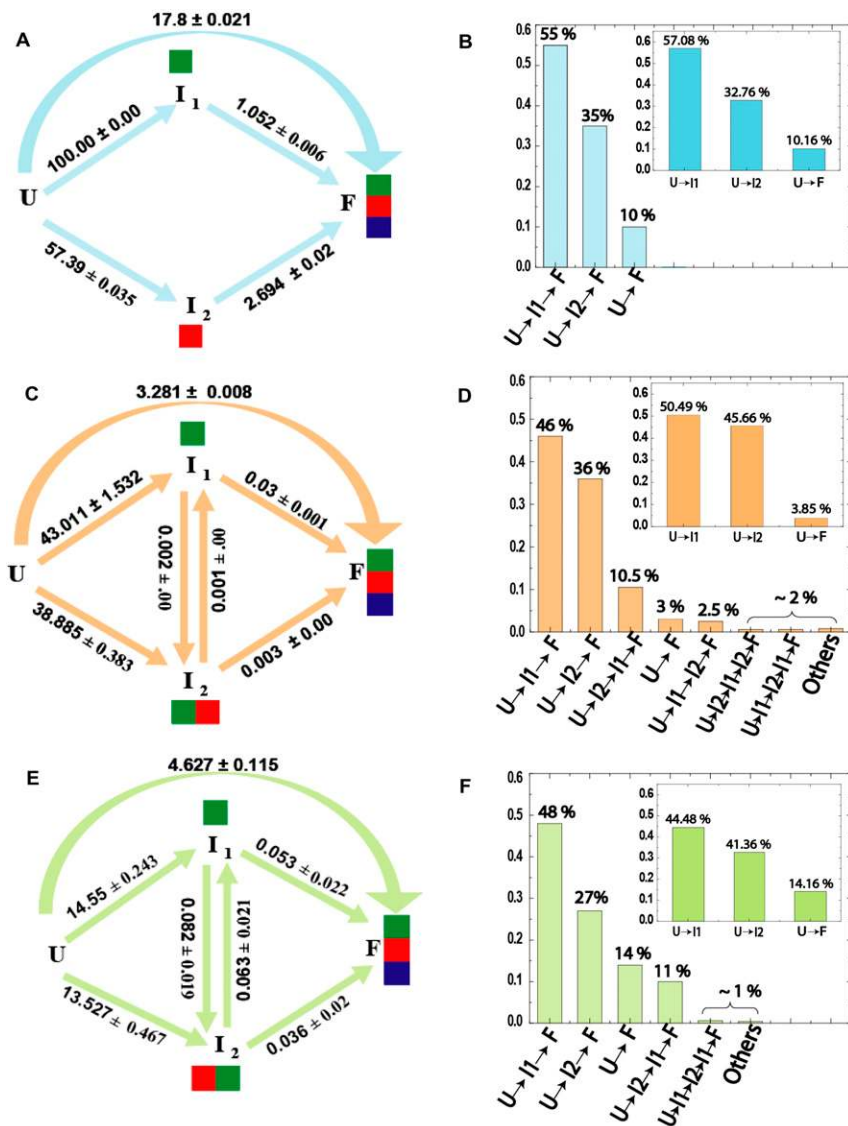 A
17.8 ± 0.021
I 1
100.00 ± 0.00
1.052 ± 0.006
U
F
57.39 ± 0.035
2.694 ± 0.02
I 2
B
0.6
0.5
0.4
0.3
0.2
0.1
0.0
55 %
35%
10 %
U→I1→F
U→I2→F
U→F
0.6
0.5
0.4
0.3
0.2
0.1
0.0
57.08 %
32.76 %
10.16 %
U→I1
U→I2
U→F
C
3.281 ± 0.008
I 1
43.011 ± 1.532
0.03 ± 0.001
0.002 ± .00
0.001 ± .00
U
F
38.885 ± 0.383
0.003 ± 0.00
I 2
D
0.6
0.5
0.4
0.3
0.2
0.1
0.0
46 %
36 %
10.5 %
3 %
2.5 %
~ 2 %
U→I1→F
U→I2→F
U→I2→I1→F
U→F
U→I1→I2→F
U→I2→I1→I2→F
U→I1→I2→I1→F
Others
0.6
0.5
0.4
0.3
0.2
0.1
0.0
50.49 %
45.66 %
3.85 %
U→I1
U→I2
U→F
E
4.627 ± 0.115
I 1
14.55 ± 0.243
0.053 ± 0.022
0.082 ± 0.019
0.063 ± 0.021
U
F
13.527 ± 0.467
0.036 ± 0.02
I 2
F
0.6
0.5
0.4
0.3
0.2
0.1
0.0
48 %
27%
14 %
11 %
~ 1 %
U→I1→F
U→I2→F
U→F
U→I2→I1→F
U→I1→I2→I1→F
Others
0.6
0.5
0.4
0.3
0.2
0.1
0.0
44.48 %
41.36 %
14.16 %
U→I1
U→I2
U→F